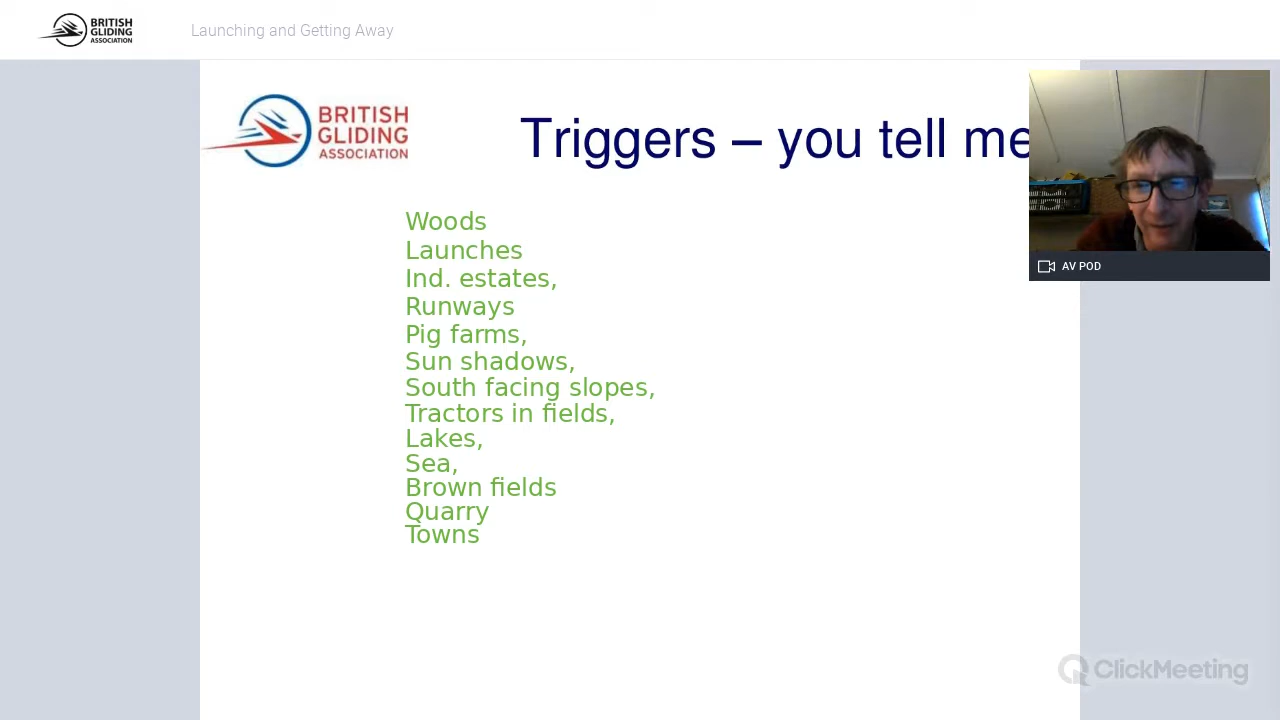 BRITISH
GLIDING
ASSOCIATION
Launching and Getting Away
BRITISH
GLIDING
ASSOCIATION
Triggers – you tell me
Woods
Launches
Ind. estates,
Runways
Pig farms,
Sun shadows,
South facing slopes,
Tractors in fields,
Lakes,
Sea,
Brown fields
Quarry
Towns
AV POD
ClickMeeting